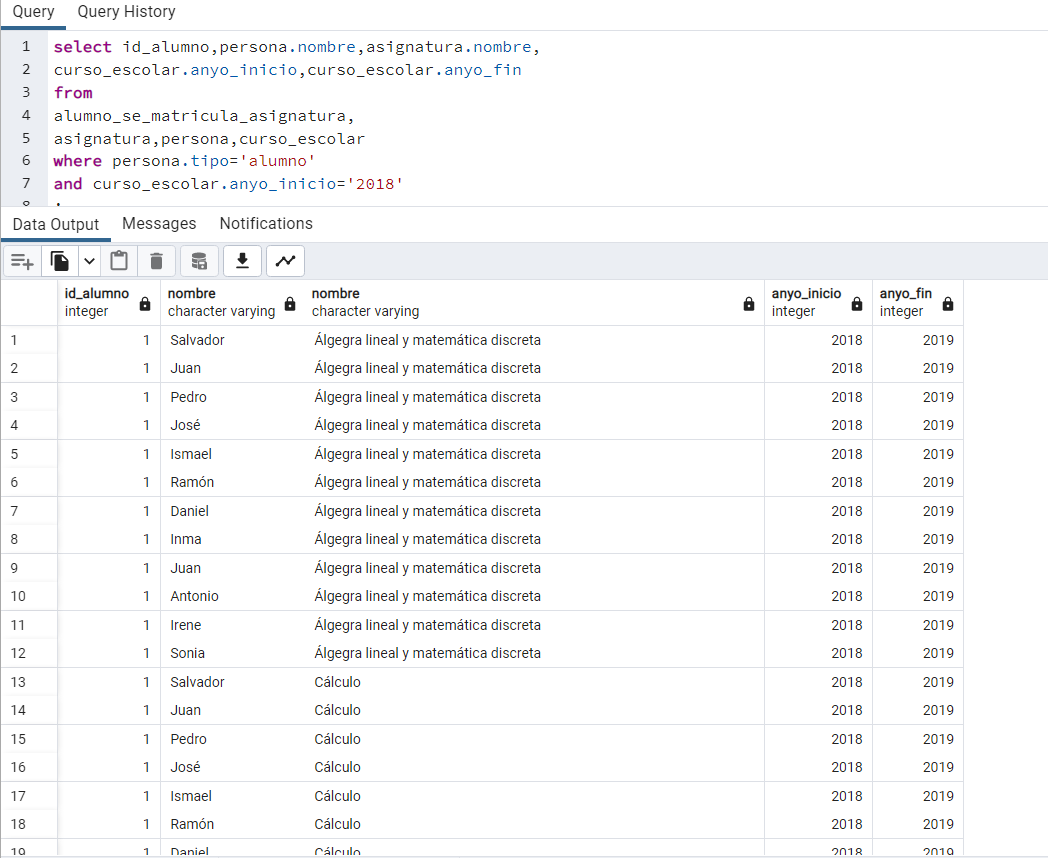 Query Query History
1 select id_alumno,persona.nombre,asignatura.nombre,
2 curso_escolar.anyo_inicio,curso_escolar.anyo_fin
3 from
4 alumno_se_matricula_asignatura,
5 asignatura,persona,curso_escolar
6 where persona.tipo='alumno'
7 and curso_escolar.anyo_inicio='2018'
8 ;
Data Output Messages Notifications
id_alumno nombre nombre anyo_inicio anyo_fin
integer character varying character varying integer integer
1 1 Salvador Álgegra lineal y matemática discreta 2018 2019
2 1 Juan Álgegra lineal y matemática discreta 2018 2019
3 1 Pedro Álgegra lineal y matemática discreta 2018 2019
4 1 José Álgegra lineal y matemática discreta 2018 2019
5 1 Ismael Álgegra lineal y matemática discreta 2018 2019
6 1 Ramón Álgegra lineal y matemática discreta 2018 2019
7 1 Daniel Álgegra lineal y matemática discreta 2018 2019
8 1 Inma Álgegra lineal y matemática discreta 2018 2019
9 1 Juan Álgegra lineal y matemática discreta 2018 2019
10 1 Antonio Álgegra lineal y matemática discreta 2018 2019
11 1 Irene Álgegra lineal y matemática discreta 2018 2019
12 1 Sonia Álgegra lineal y matemática discreta 2018 2019
13 1 Salvador Cálculo 2018 2019
14 1 Juan Cálculo 2018 2019
15 1 Pedro Cálculo 2018 2019
16 1 José Cálculo 2018 2019
17 1 Ismael Cálculo 2018 2019
18 1 Ramón Cálculo 2018 2019
19 1 Daniel Cálculo 2018 2019